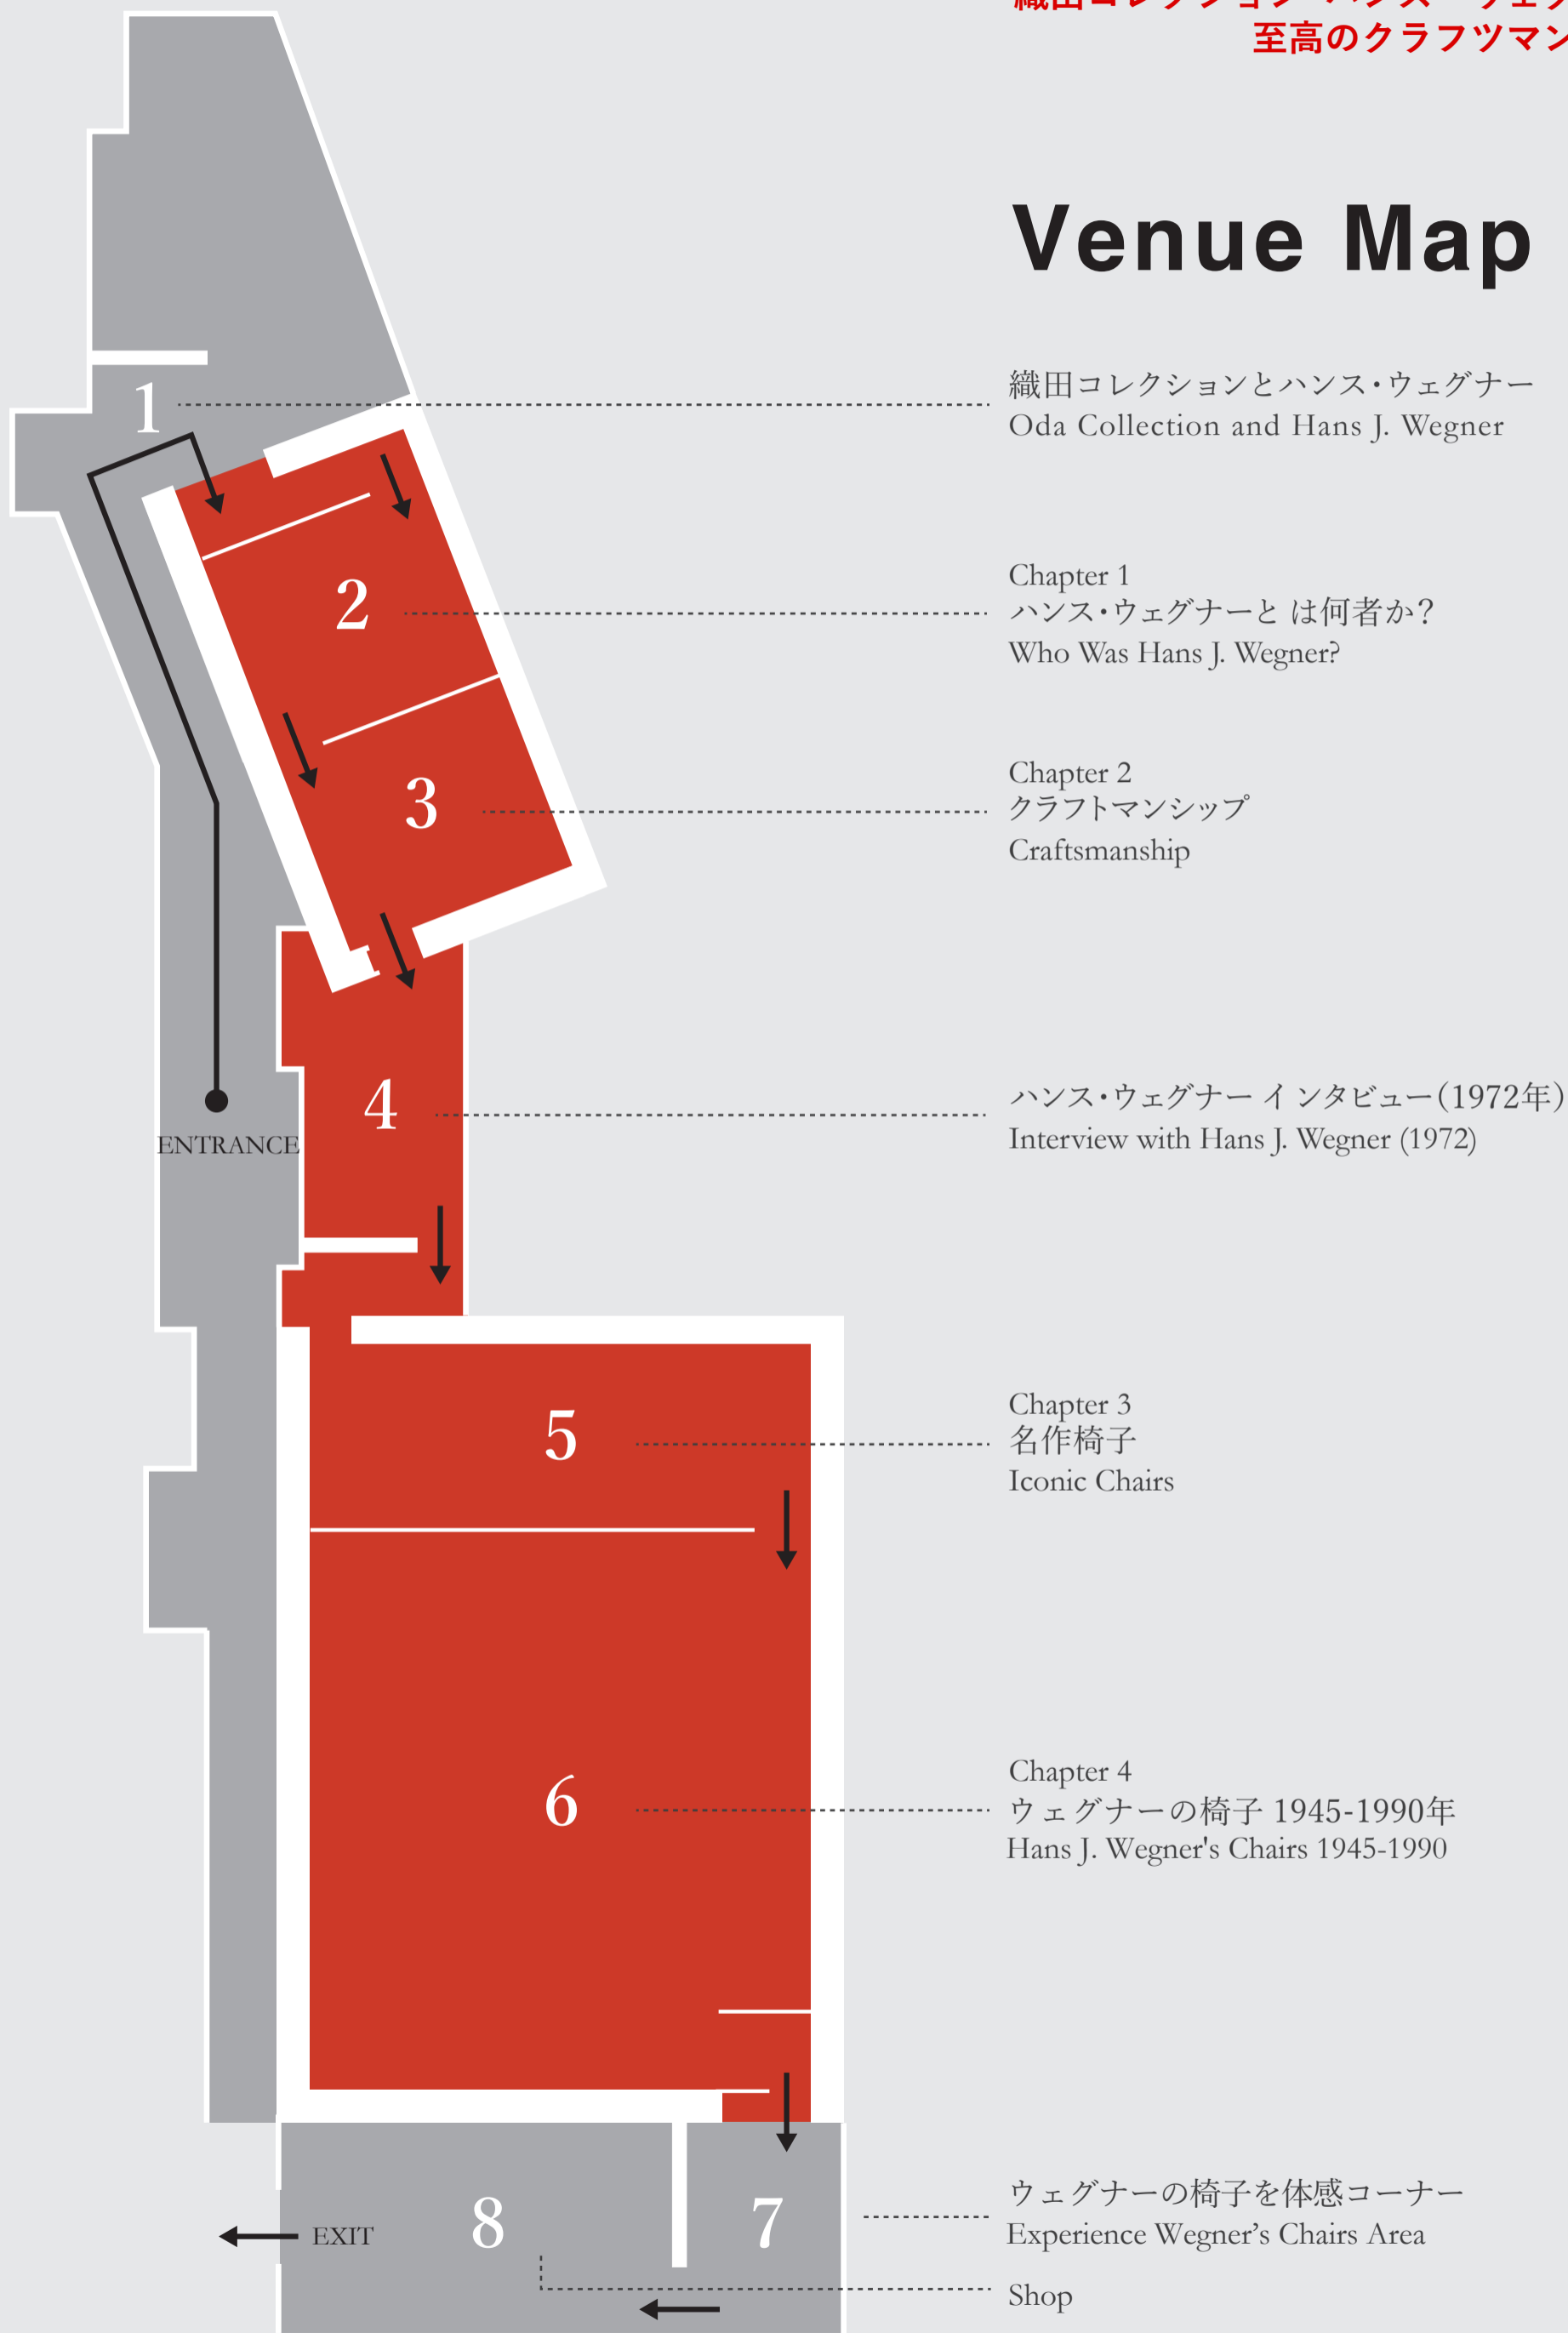 至高のクラフツマン
Venue Map
1
織田コレクションとハンス・ウェグナー
Oda Collection and Hans J. Wegner
2
Chapter 1
ハンス・ウェグナーと は何者か?
Who Was Hans J. Wegner?
3
Chapter 2
クラフトマンシップ
Craftsmanship
4
ハンス・ウェグナー イ ンタビュー(1972年)
Interview with Hans J. Wegner (1972)
ENTRANCE
5
Chapter 3
名作椅子
Iconic Chairs
6
Chapter 4
ウェグナーの椅子 1945-1990年
Hans J. Wegner's Chairs 1945-1990
7
ウェグナーの椅子を体感コーナー
Experience Wegner’s Chairs Area
8
EXIT
Shop